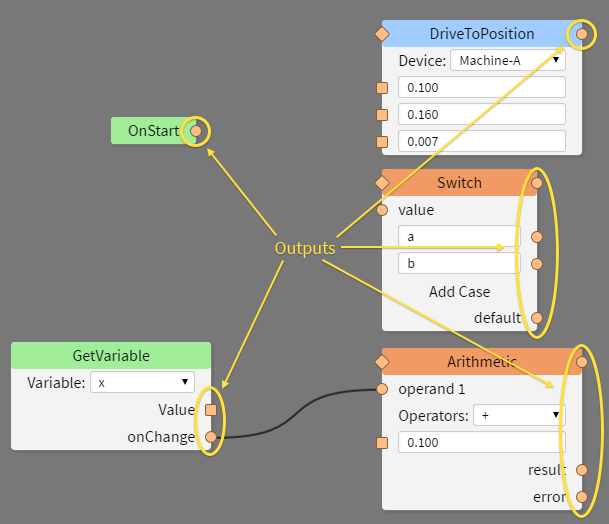 DriveToPosition
Device: Machine-A
0.100
0.160
0.007
OnStart
Switch
value
a
b
Add Case
default
Outputs
GetVariable
Variable: x
Value
onChange
Arithmetic
operand 1
Operators: +
0.100
result
error